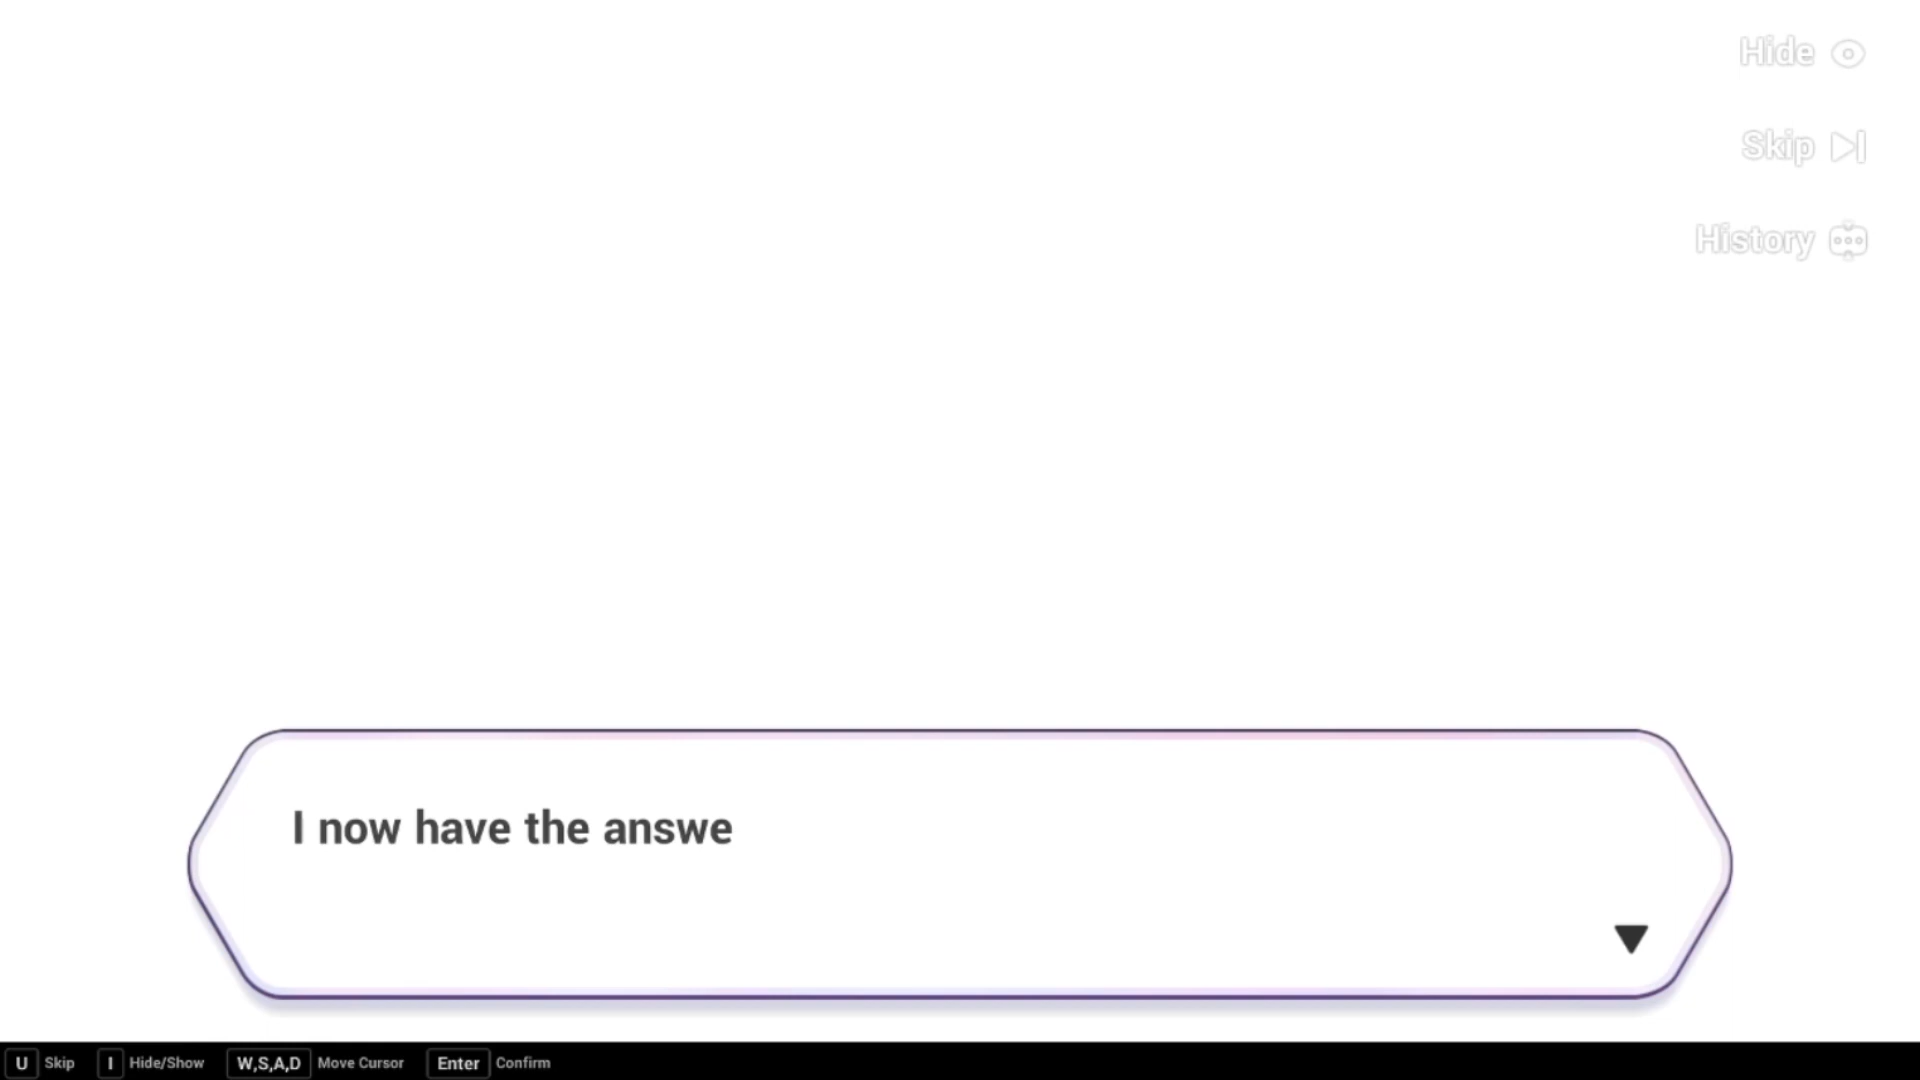 Hide
Skip
History
I now have the answe
U Skip I Hide/Show W,S,A,D Move Cursor Enter Confirm